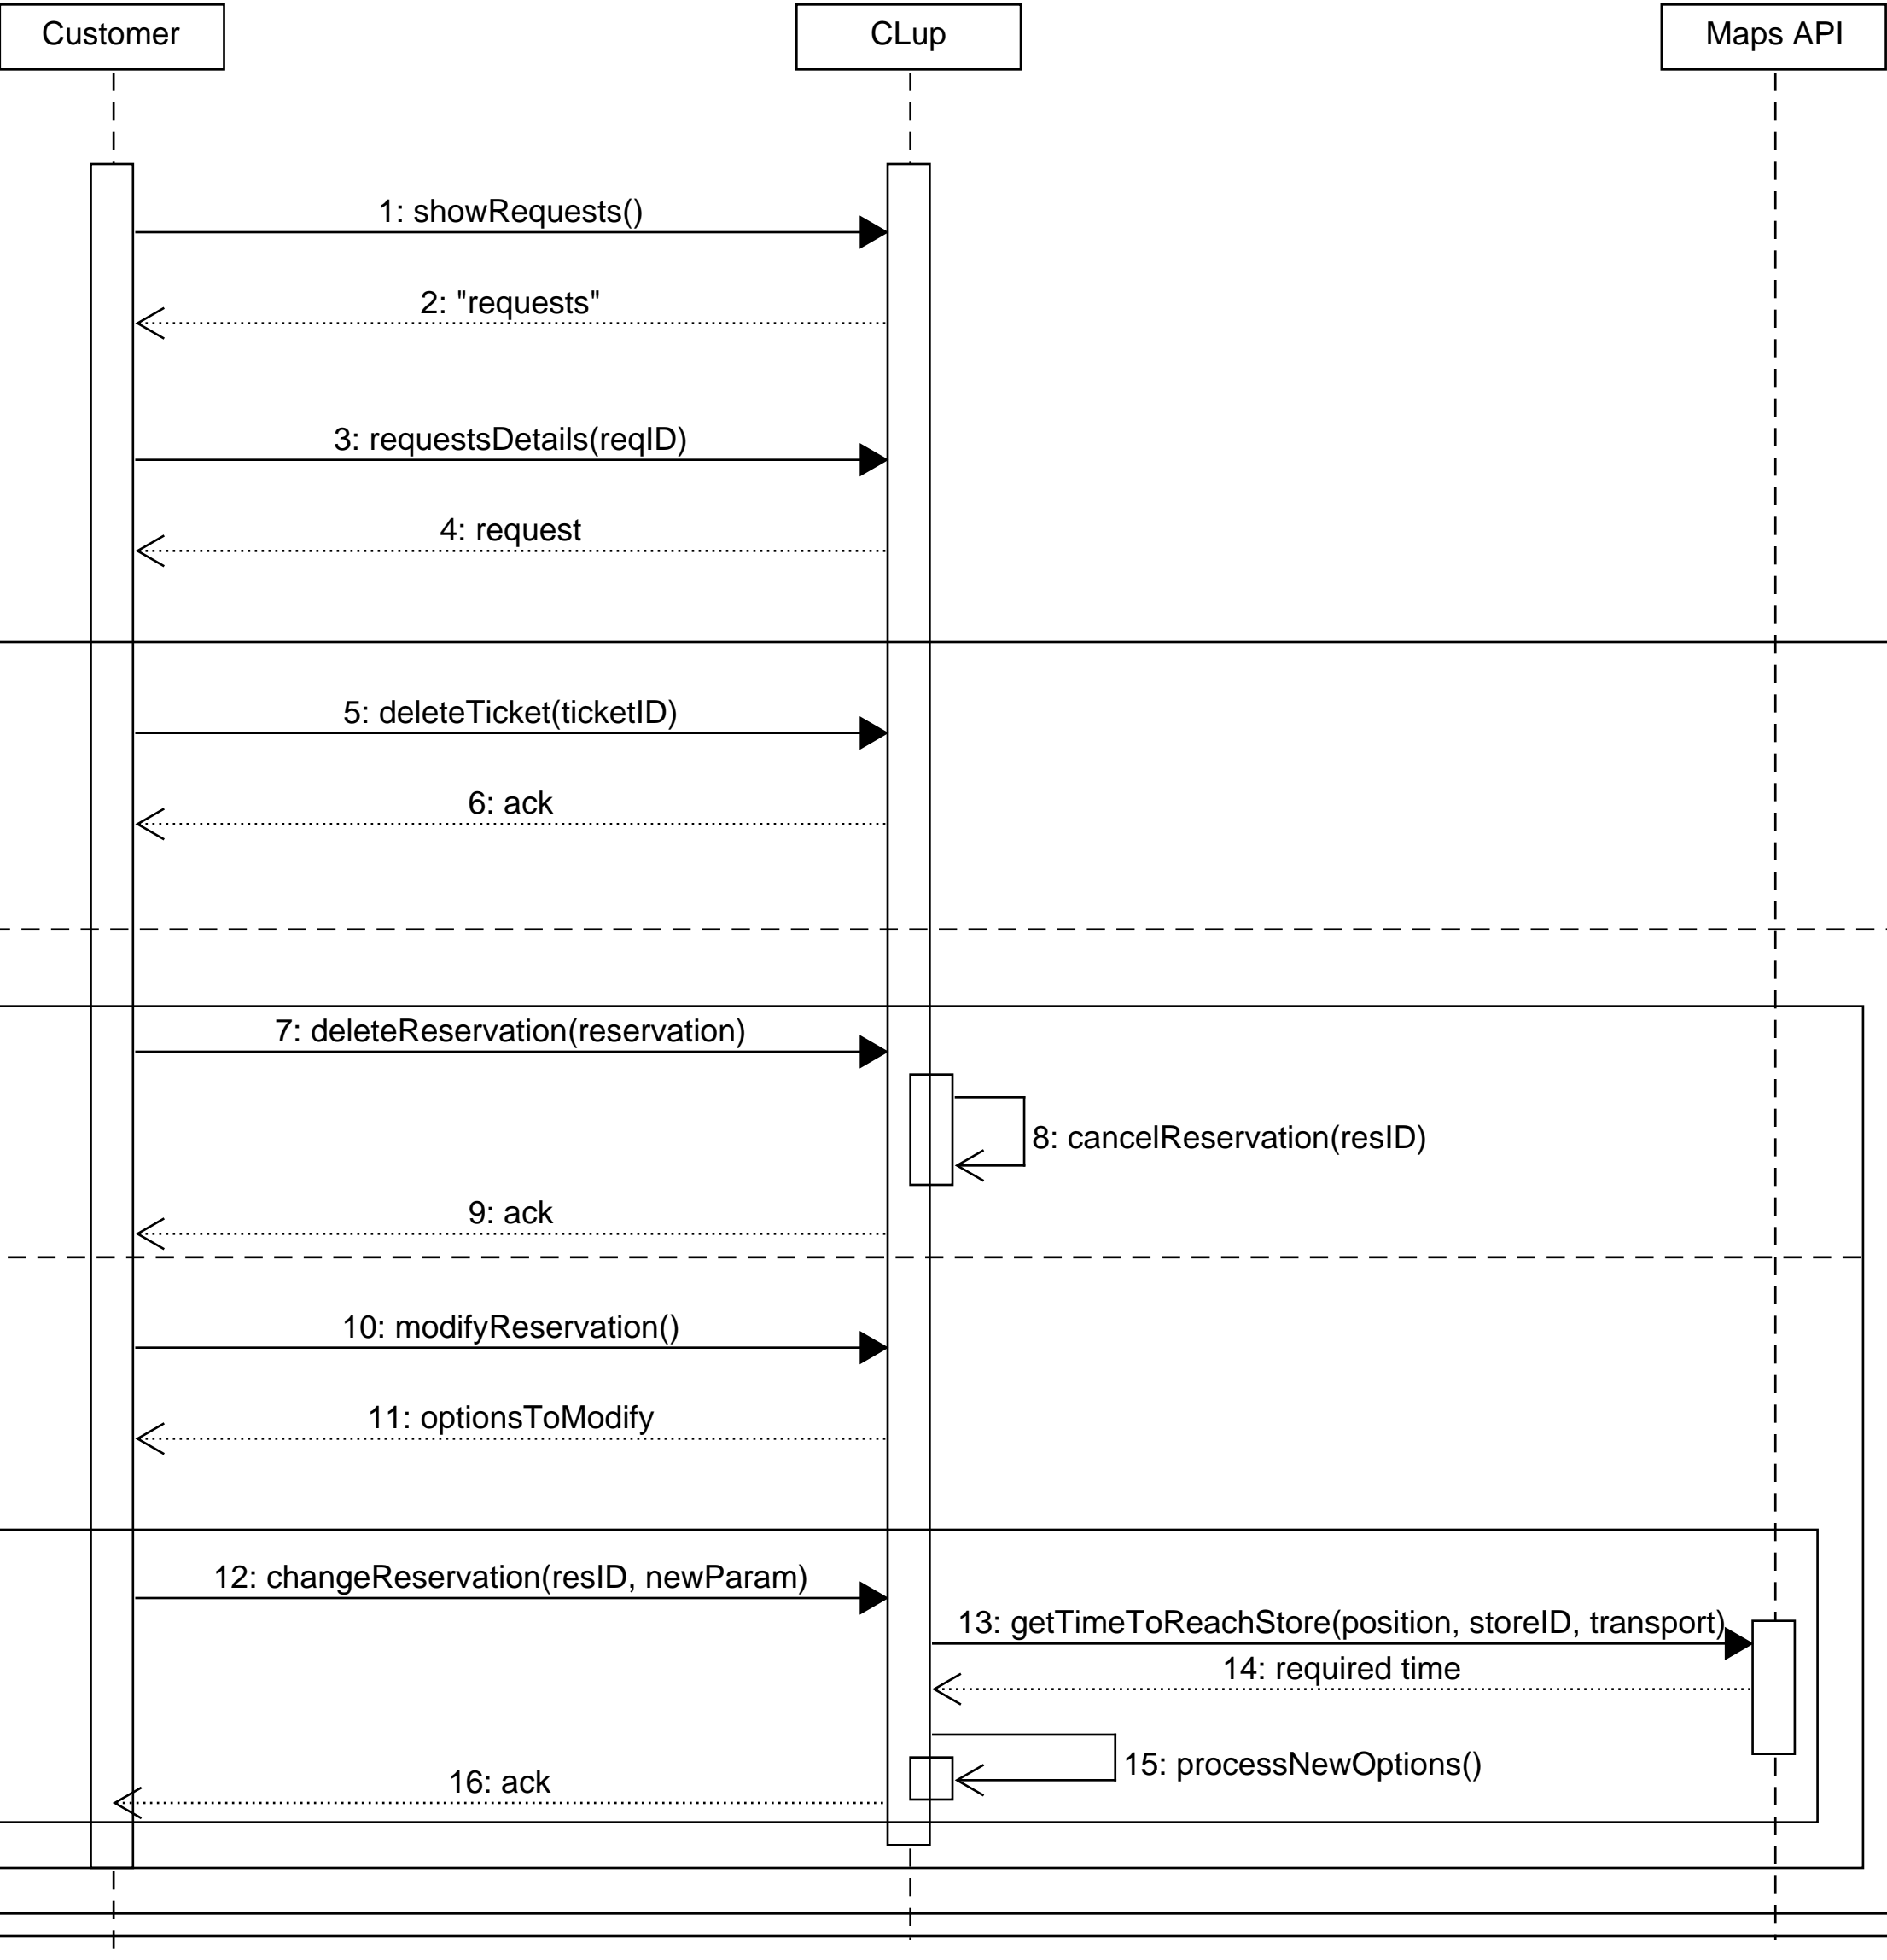 Customer
CLup
Maps API
1: showRequests()
2: "requests"
3: requestsDetails(reqID)
4: request
5: deleteTicket(ticketID)
6: ack
7: deleteReservation(reservation)
8: cancelReservation(resID)
9: ack
10: modifyReservation()
11: optionsToModify
12: changeReservation(resID, newParam)
13: getTimeToReachStore(position, storeID, transport)
14: required time
15: processNewOptions()
16: ack